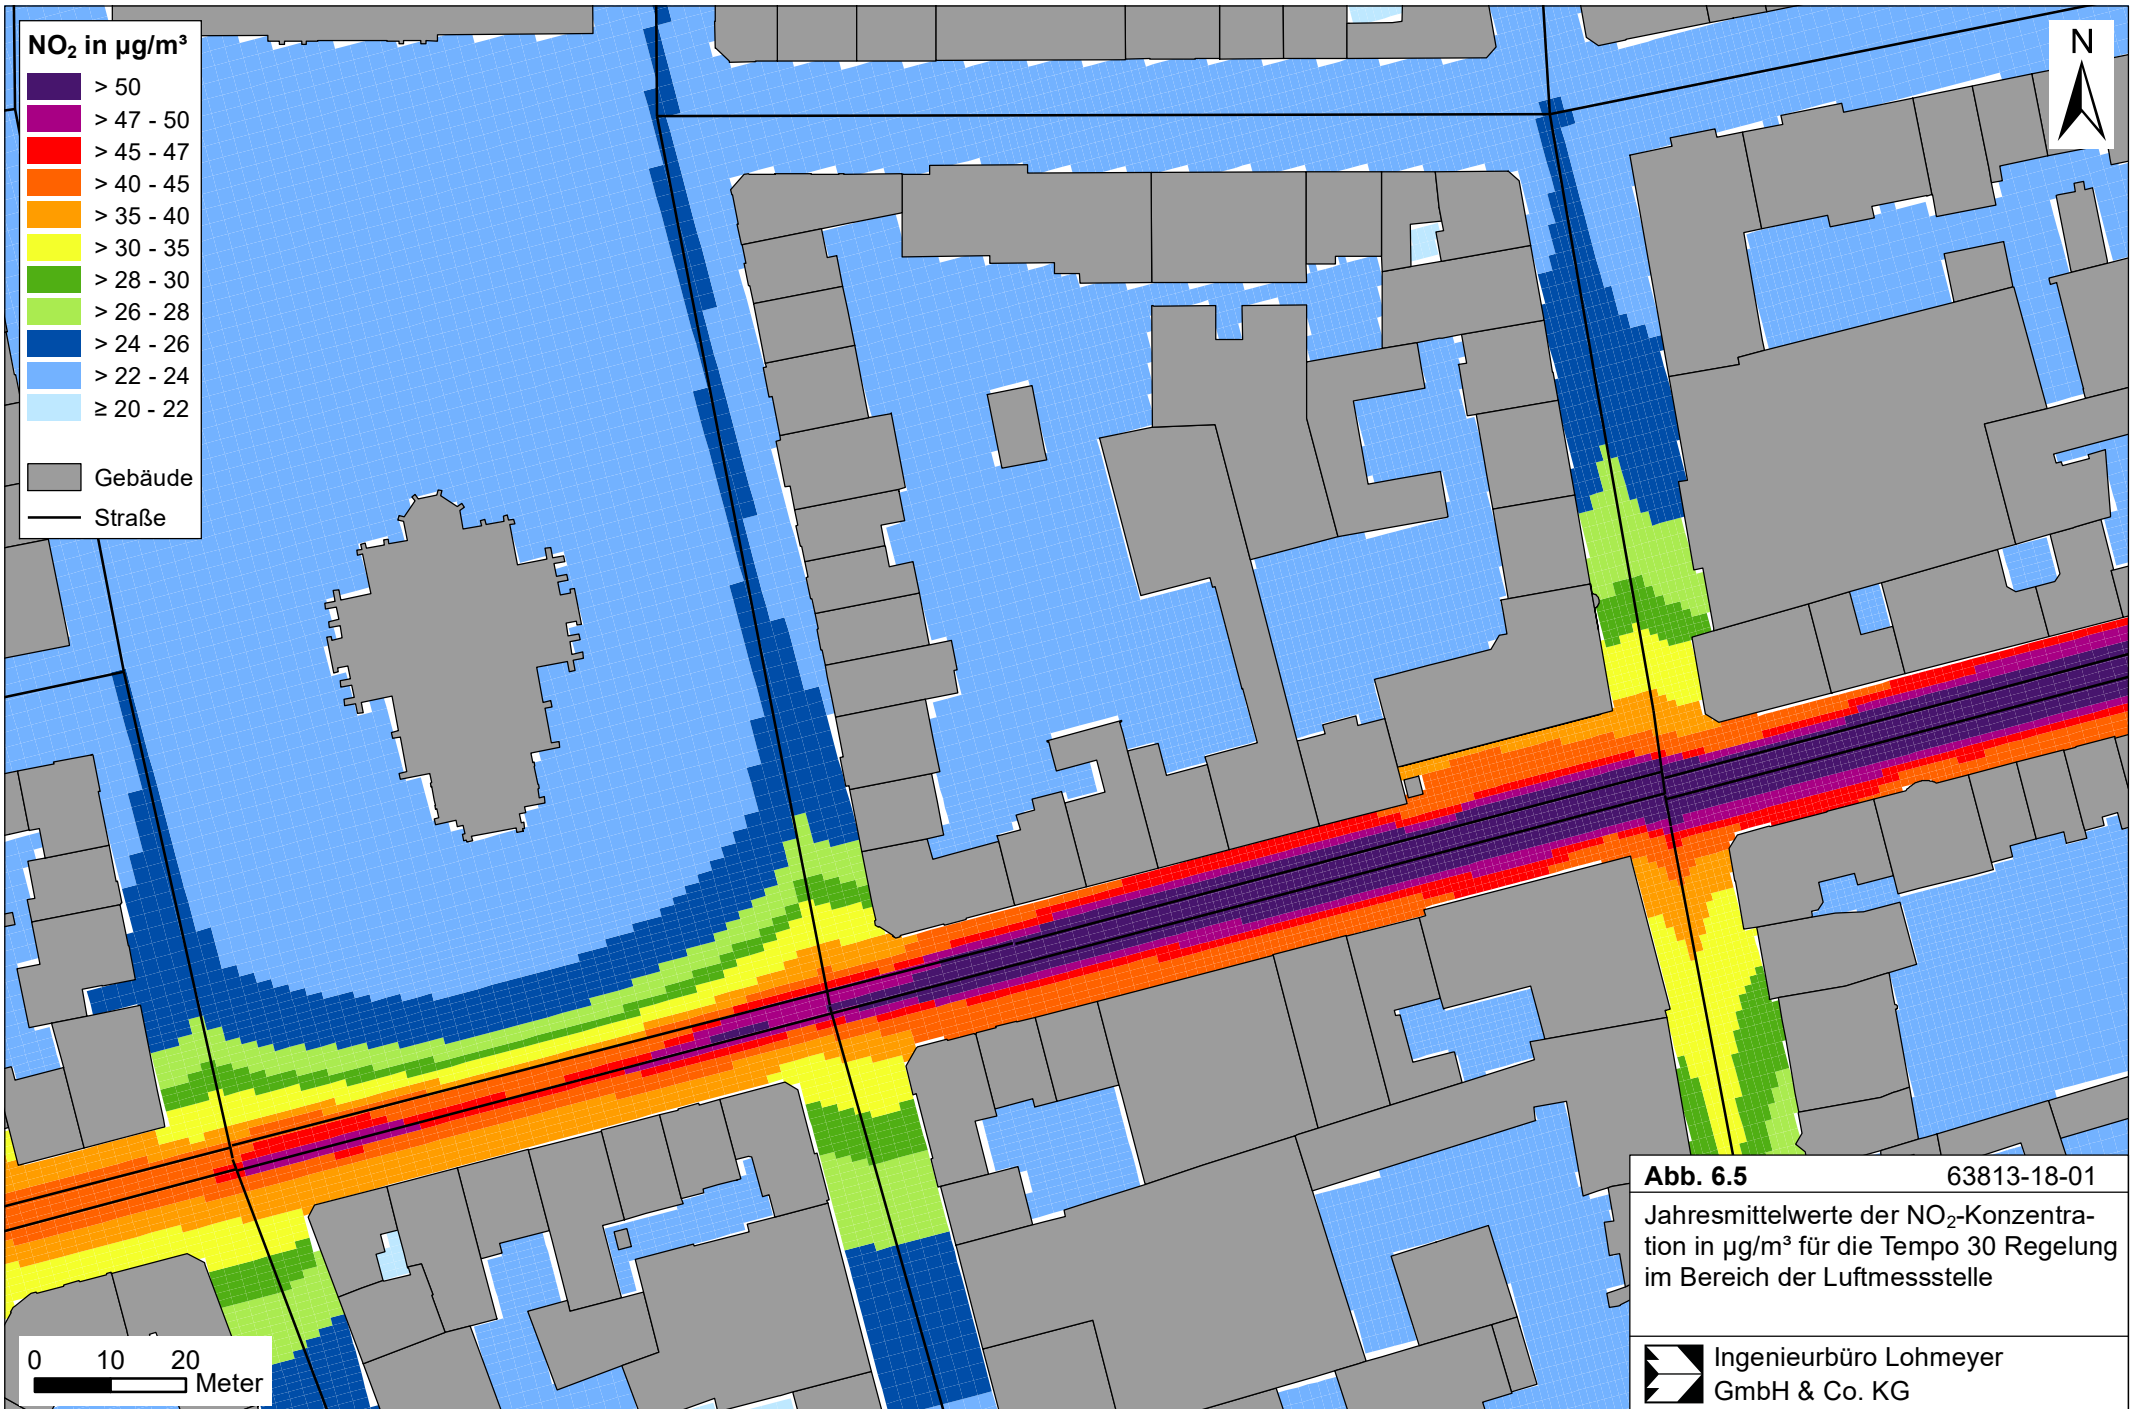 NO₂ in µg/m³
> 50
> 47 - 50
> 45 - 47
> 40 - 45
> 35 - 40
> 30 - 35
> 28 - 30
> 26 - 28
> 24 - 26
> 22 - 24
≥ 20 - 22
Gebäude
Straße
N
0 10 20
Meter
Abb. 6.5 63813-18-01
Jahresmittelwerte der NO₂-Konzentra-
tion in µg/m³ für die Tempo 30 Regelung
im Bereich der Luftmessstelle
Ingenieurbüro Lohmeyer
GmbH & Co. KG